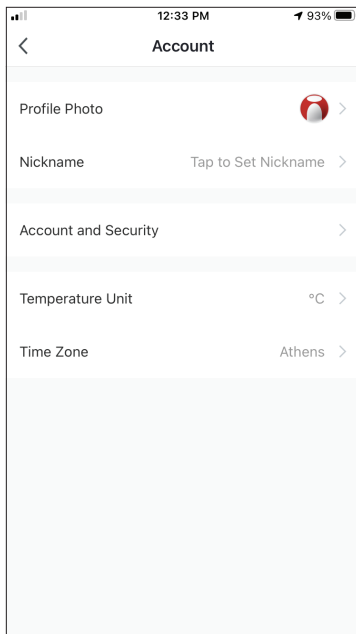 12:33 PM 93%
Account
Profile Photo
Nickname Tap to Set Nickname
Account and Security
Temperature Unit °C
Time Zone Athens